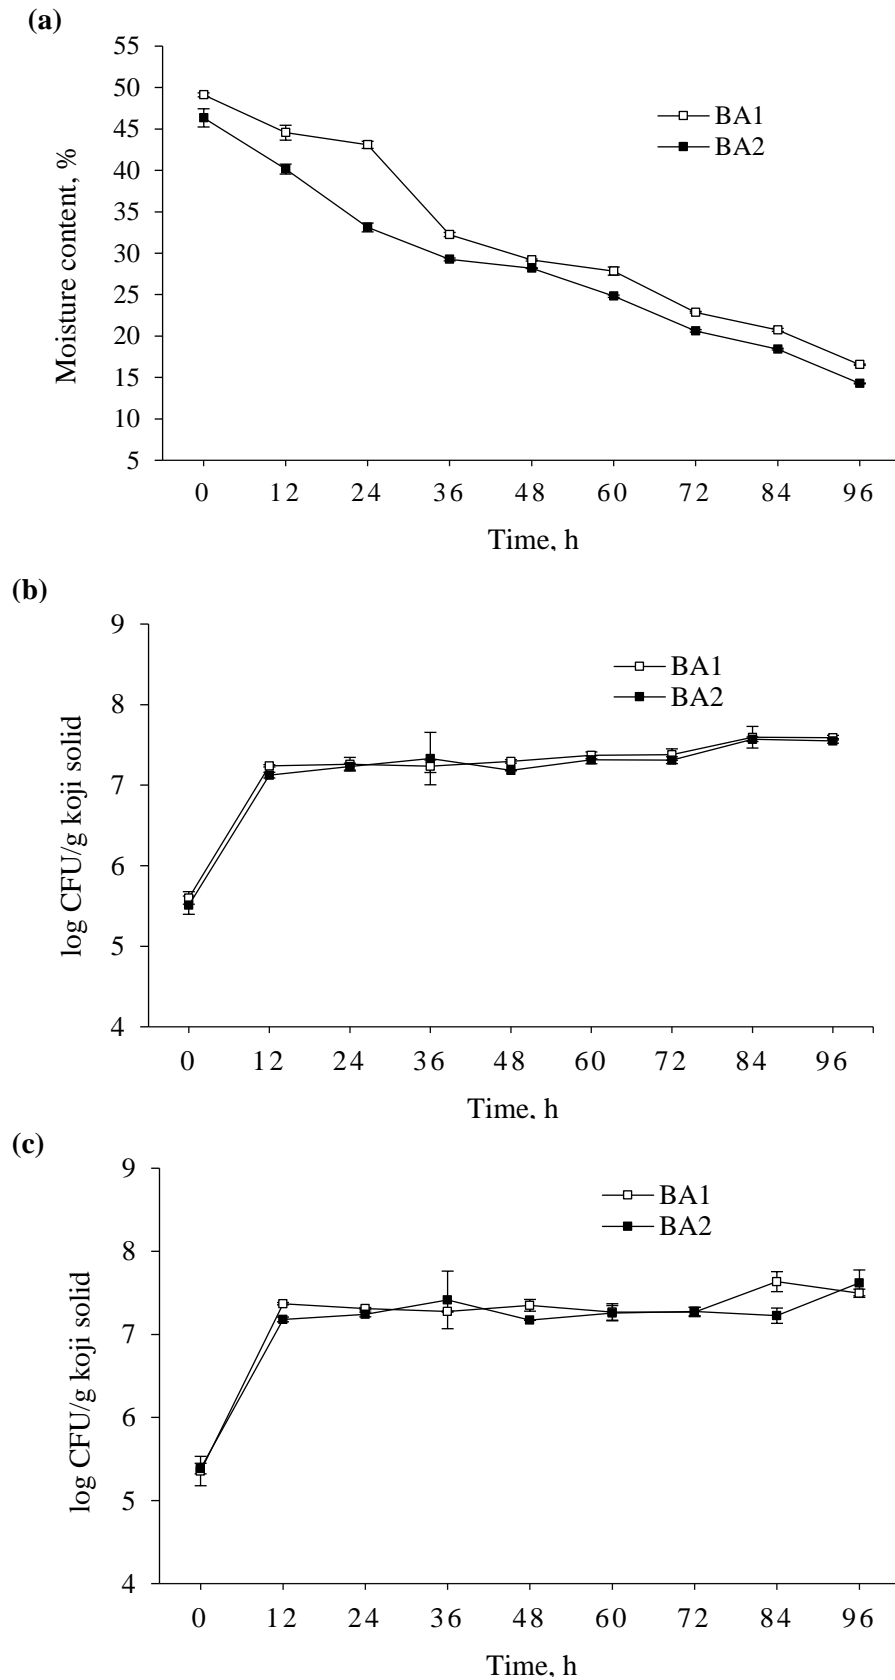 (a)
Moisture content, %
55
50
45
40
35
30
25
20
15
10
5
BA1
BA2
0 12 24 36 48 60 72 84 96
Time, h
(b)
log CFU/g koji solid
9
8
7
6
5
4
BA1
BA2
0 12 24 36 48 60 72 84 96
Time, h
(c)
log CFU/g koji solid
9
8
7
6
5
4
BA1
BA2
0 12 24 36 48 60 72 84 96
Time, h